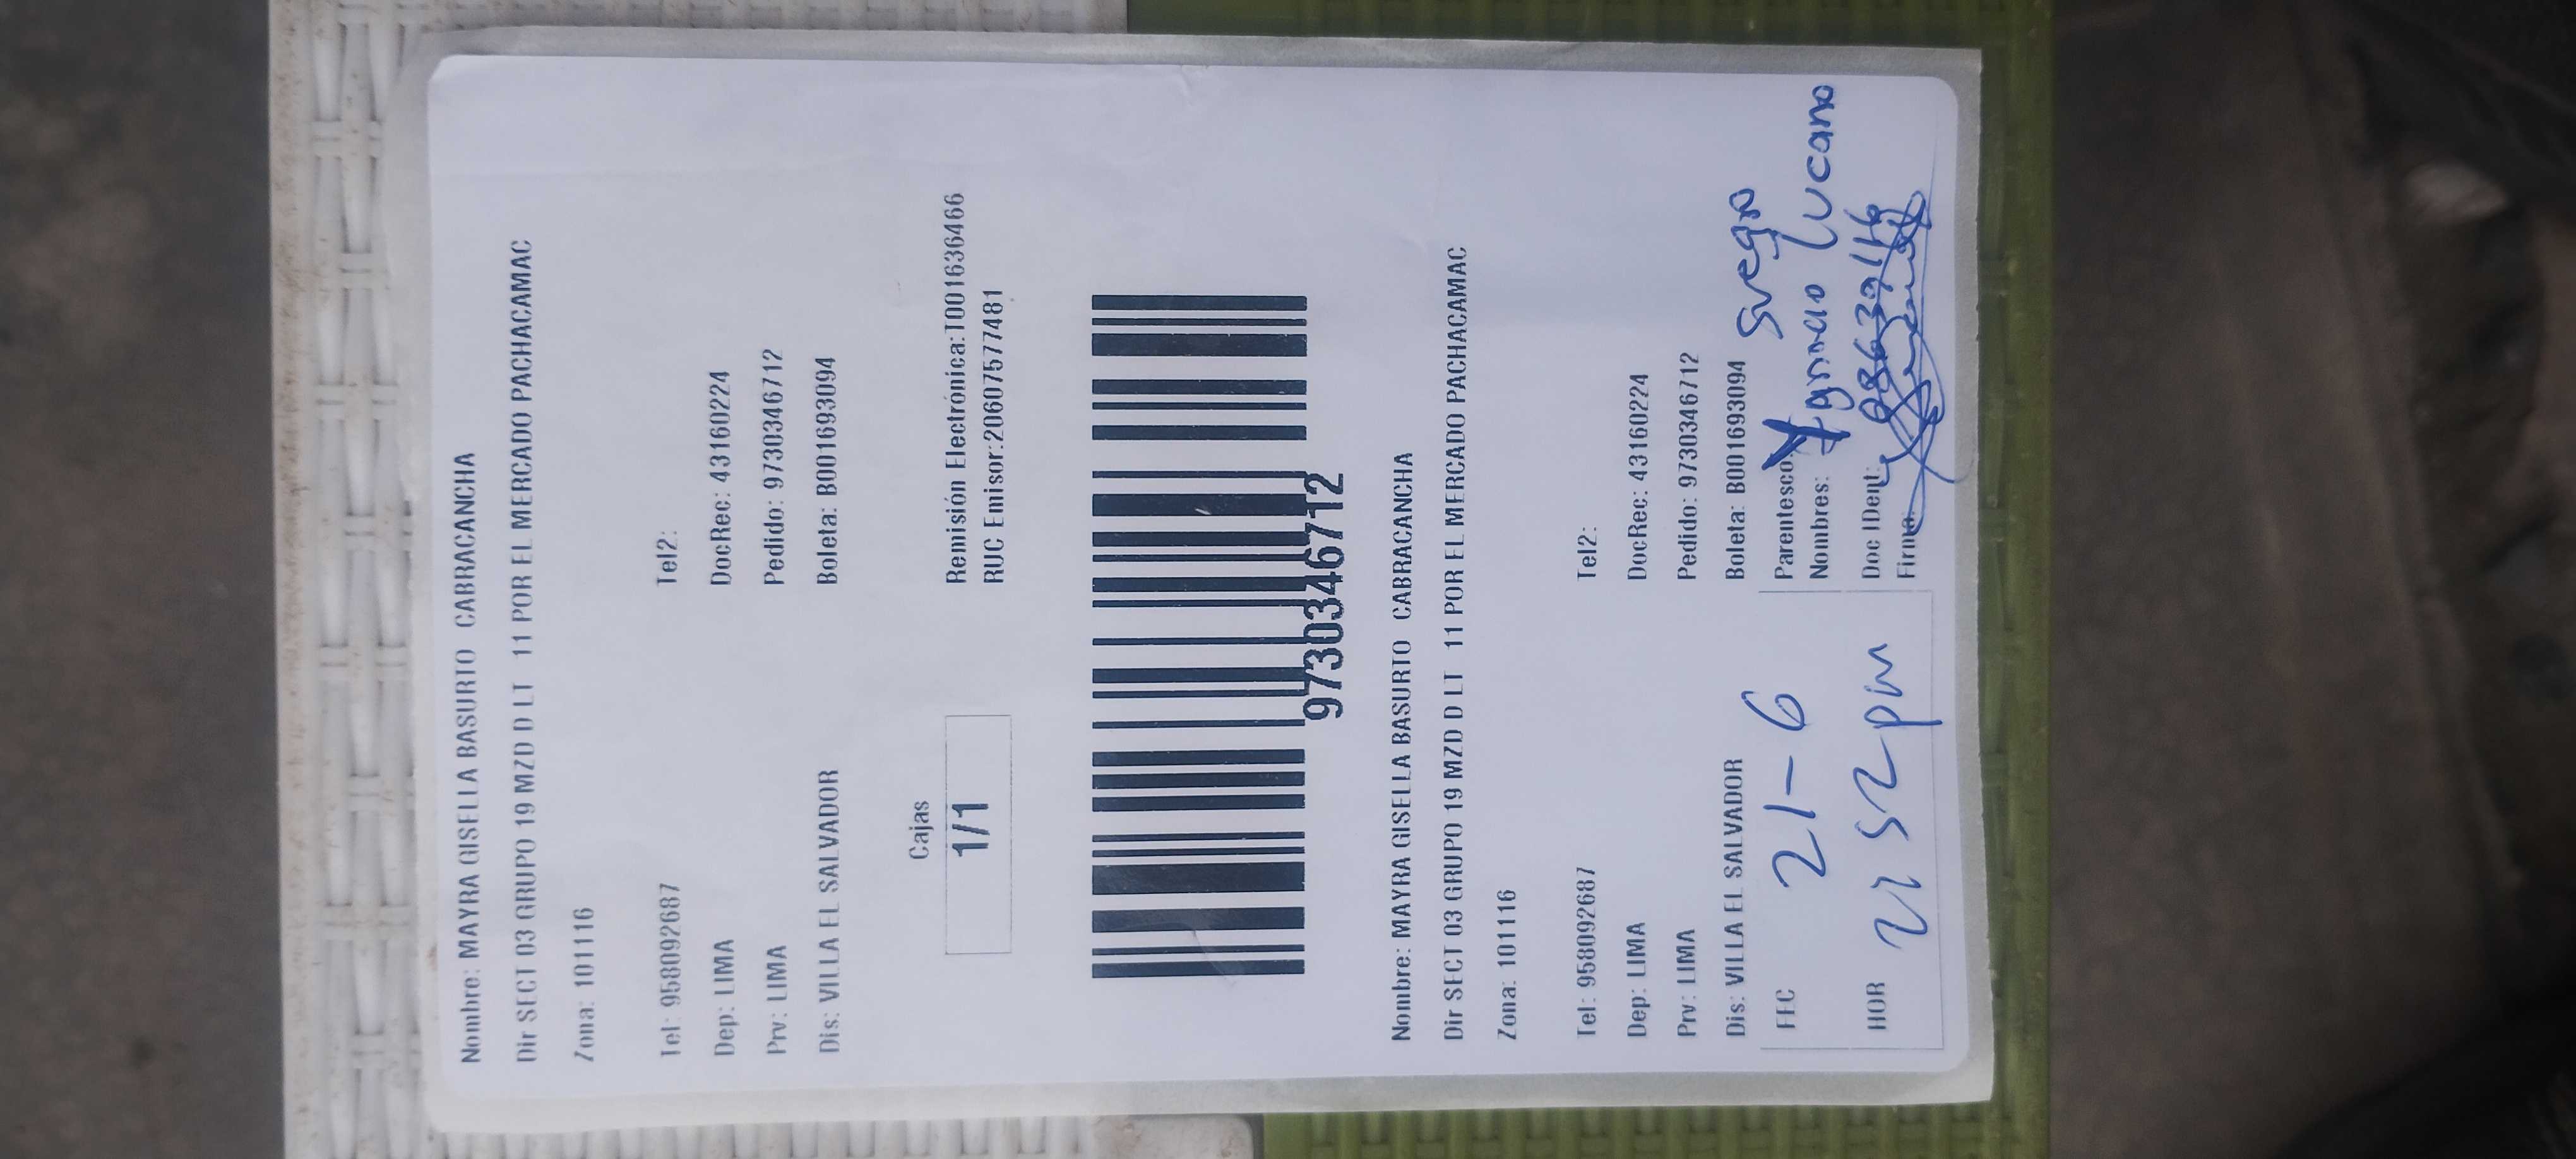 Nombre: MAYRA GISELLA BASURTO CABRACANCHA
Dir SECT 03 GRUPO 19 MZD D LT 11 POR EL MERCADO PACHACAMAC
Zona: 101116
Tel: 958092687 Tel2:
Dep: LIMA DocRec: 43160224
Prv: LIMA Pedido: 9730346712
Dis: VILLA EL SALVADOR Boleta: B001693094
Cajas
1/1
Remisión Electrónica:T001636466
RUC Emisor:20607577481
9730346712
Nombre: MAYRA GISELLA BASURTO CABRACANCHA
Dir SECT 03 GRUPO 19 MZD D LT 11 POR EL MERCADO PACHACAMAC
Zona: 101116
Tel: 958092687 Tel2:
Dep: LIMA DocRec: 43160224
Prv: LIMA Pedido: 9730346712
Dis: VILLA EL SALVADOR Boleta: B001693094
FEC 21-6 Parentesco: suegro
Nombres: Ygnacio Lucano
HOR 52 pm Doc IDent:
Firma: